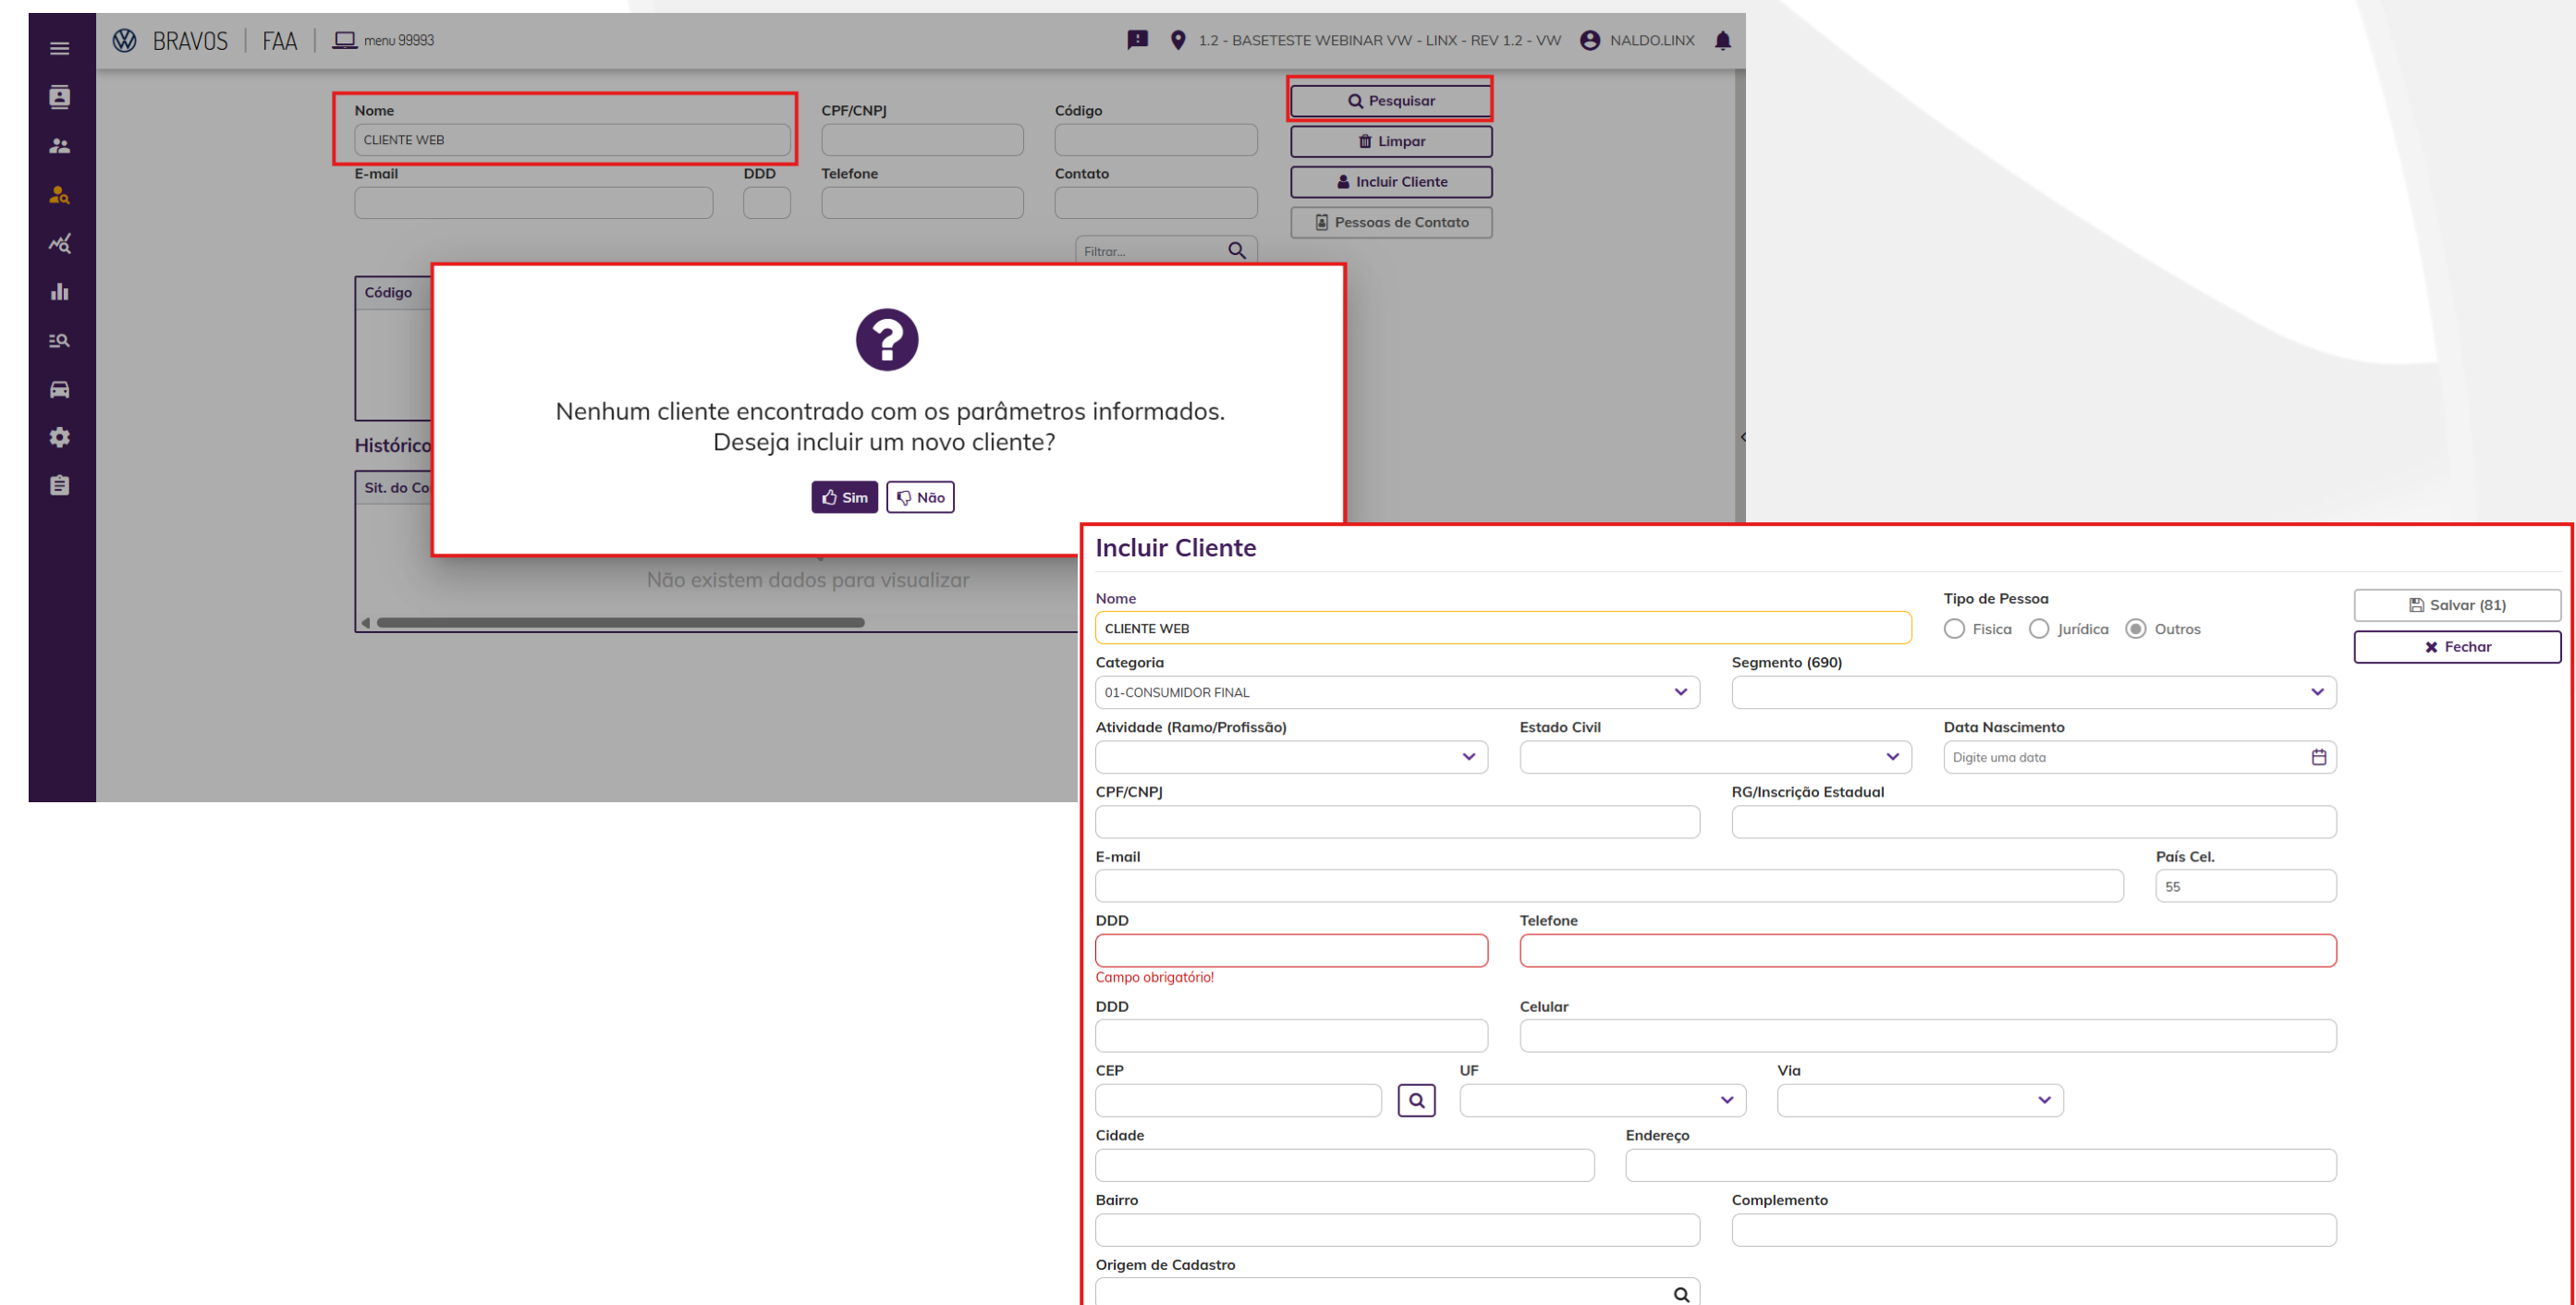 BRAVOS | FAA | menu 99993
1.2 - BASETESTE WEBINAR VW - LINX - REV 1.2 - VW
NALDO.LINX
Nome
CPF/CNPJ
Código
Pesquisar
CLIENTE WEB
Limpar
E-mail
DDD
Telefone
Contato
Incluir Cliente
Pessoas de Contato
Filtrar...
Código
Nenhum cliente encontrado com os parâmetros informados.
Deseja incluir um novo cliente?
Histórico
Sit. do Co
Sim
Não
Não existem dados para visualizar
Incluir Cliente
Nome
Tipo de Pessoa
Salvar (81)
CLIENTE WEB
Fisica
Jurídica
Outros
Fechar
Categoria
Segmento (690)
01-CONSUMIDOR FINAL
Atividade (Ramo/Profissão)
Estado Civil
Data Nascimento
Digite uma data
CPF/CNPJ
RG/Inscrição Estadual
E-mail
País Cel.
55
DDD
Telefone
Campo obrigatório!
DDD
Celular
CEP
UF
Via
Cidade
Endereço
Bairro
Complemento
Origem de Cadastro